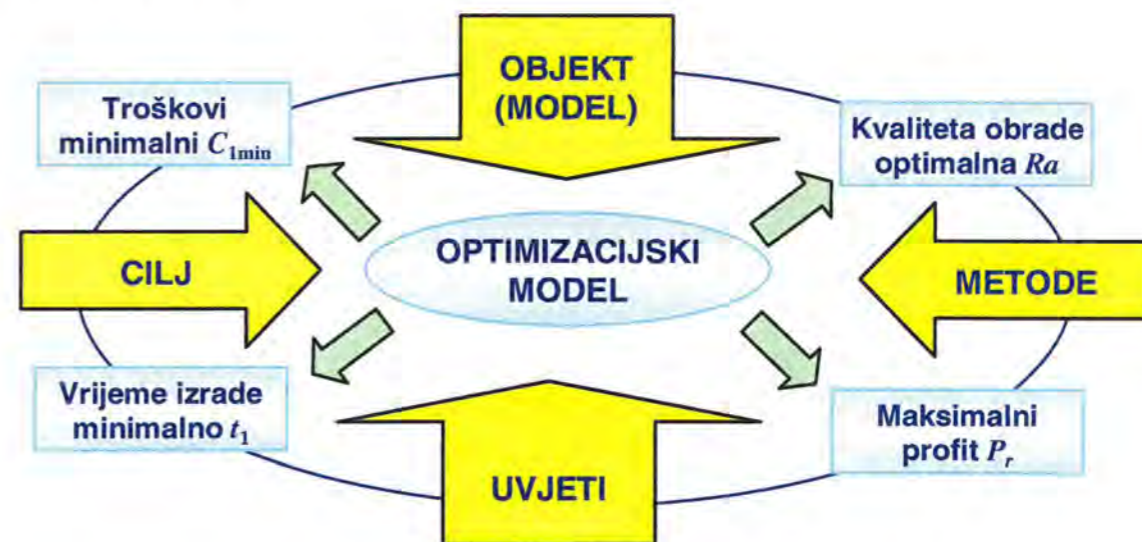 OBJEKT
(MODEL)
Troškovi
minimalni C1min
Kvaliteta obrade
optimalna Ra
CILJ
OPTIMIZACIJSKI
MODEL
METODE
Vrijeme izrade
minimalno t1
Maksimalni
profit Pr
UVJETI